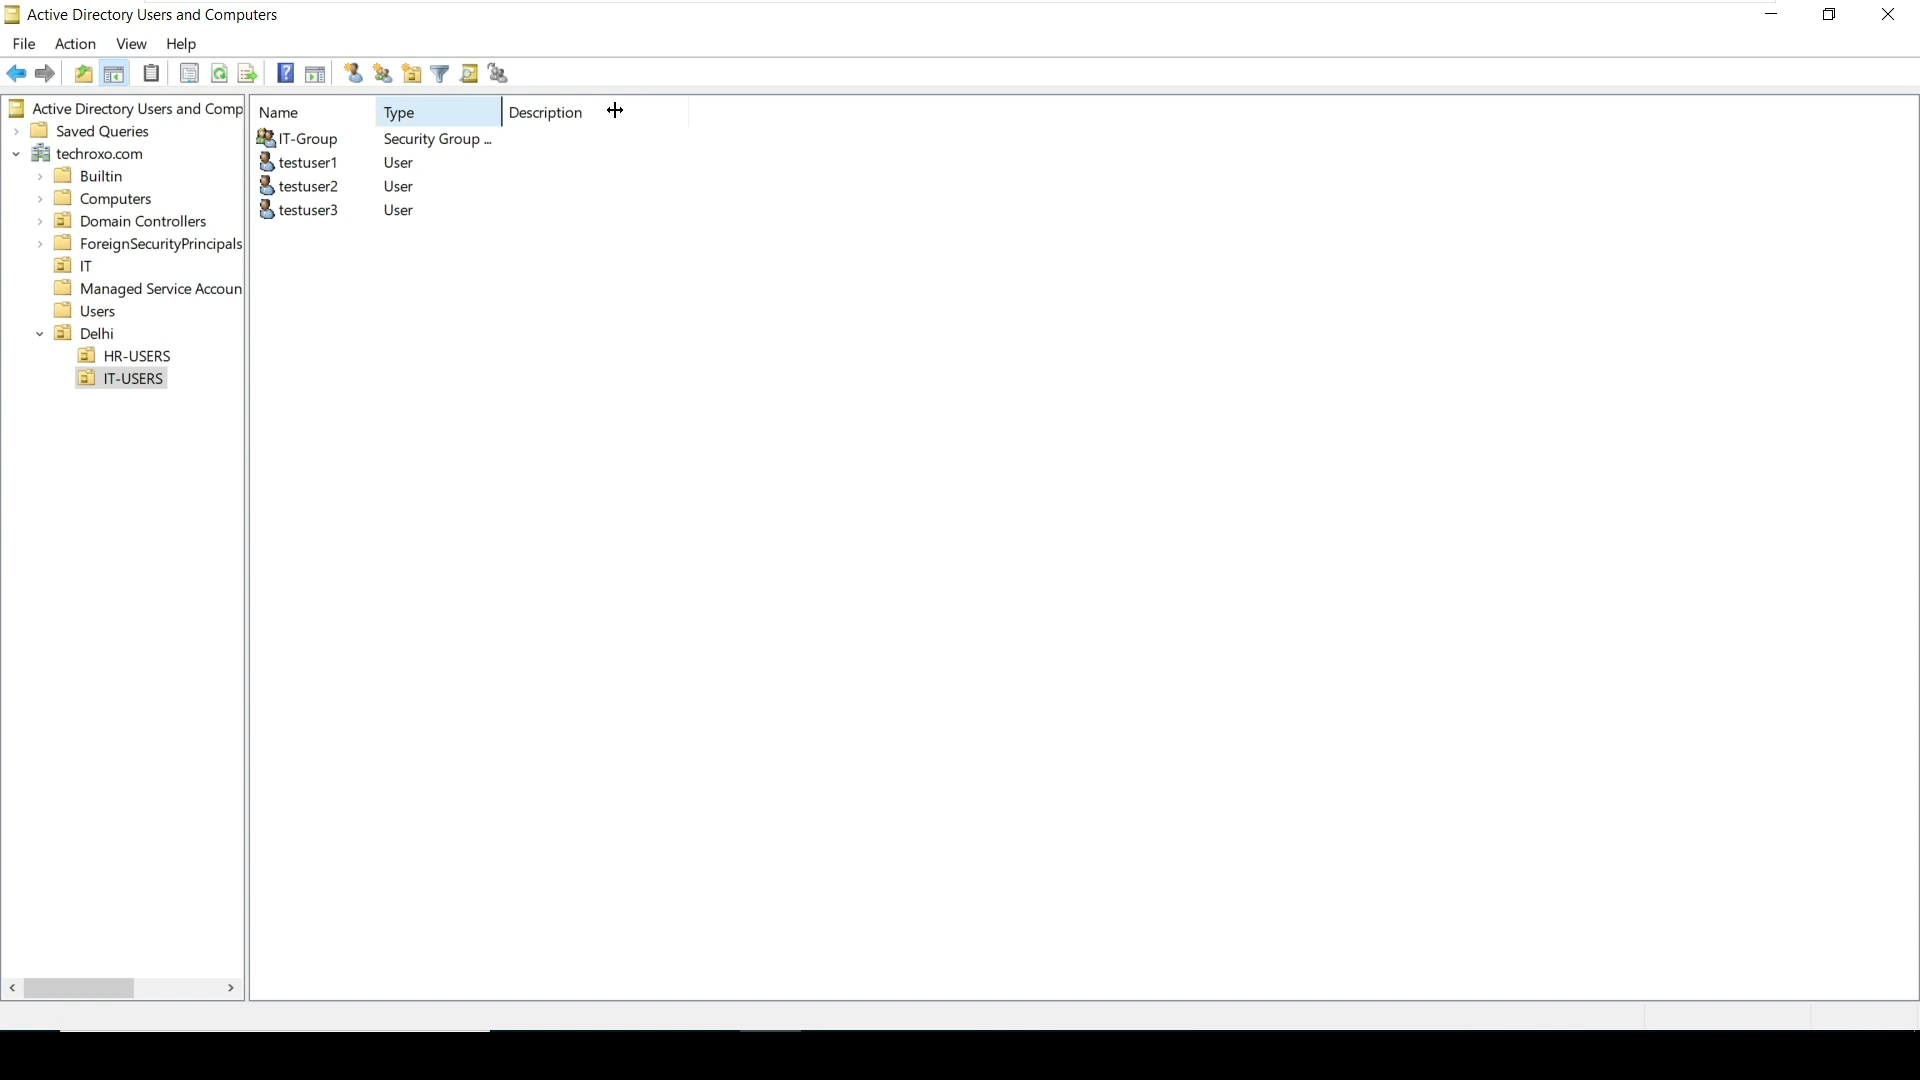 Active Directory Users and Computers
File Action View Help
Active Directory Users and Comp
Saved Queries
techroxo.com
Builtin
Computers
Domain Controllers
ForeignSecurityPrincipals
IT
Managed Service Accoun
Users
Delhi
HR-USERS
IT-USERS
Name Type Description
IT-Group Security Group ...
testuser1 User
testuser2 User
testuser3 User